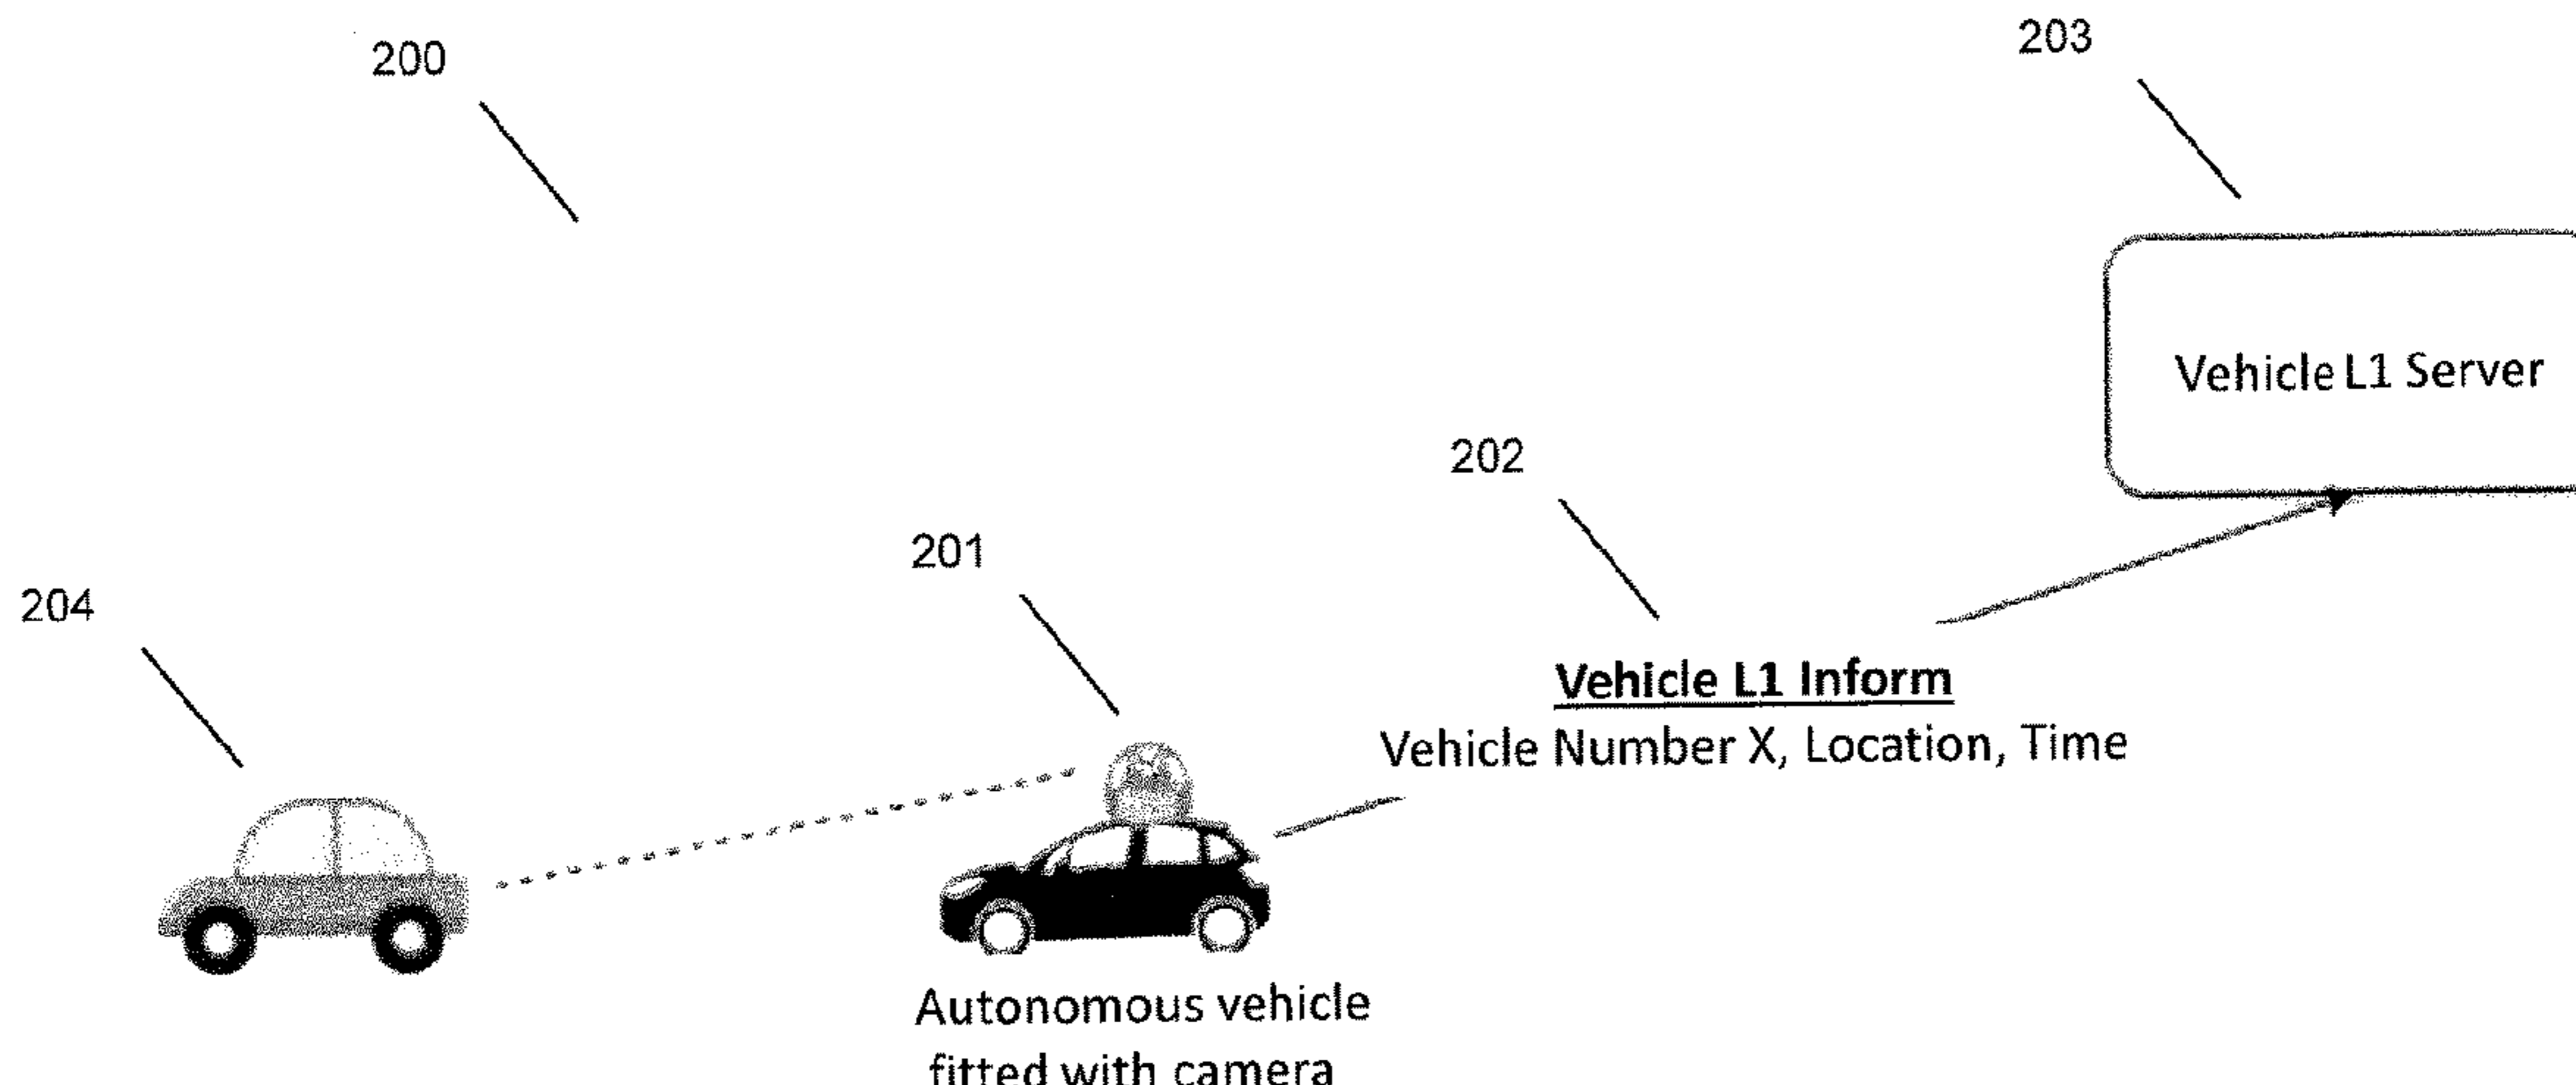 200
203
Vehicle L1 Server
202
201
204
Vehicle L1 Inform
Vehicle Number X, Location, Time
Autonomous vehicle
fitted with camera